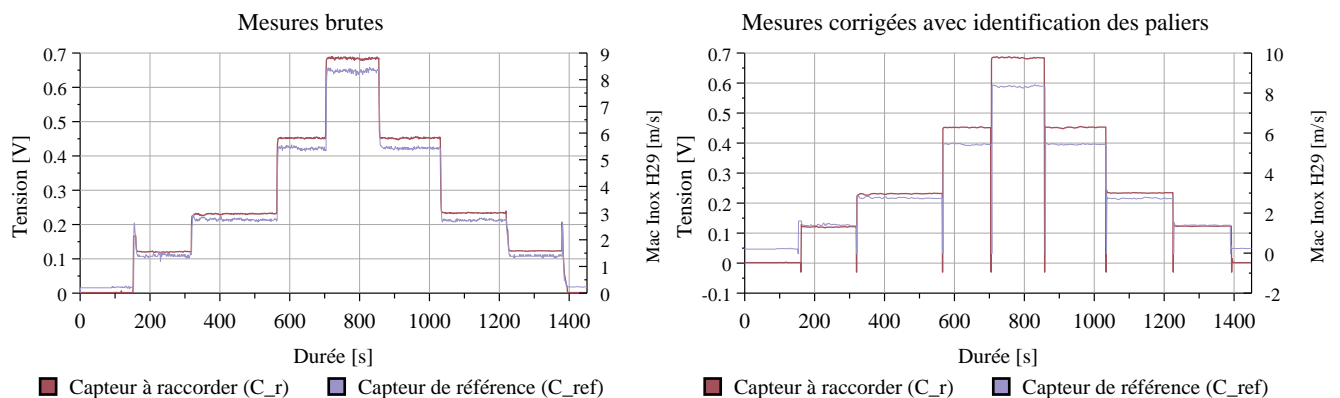 Mesures brutes
0.7
0.6
0.5
0.4
0.3
0.2
0.1
0
Tension [V]
9
8
7
6
5
4
3
2
1
0
Mac Inox H29 [m/s]
0 200 400 600 800 1000 1200 1400
Durée [s]
Capteur à raccorder (C_r) Capteur de référence (C_ref)
Mesures corrigées avec identification des paliers
0.7
0.6
0.5
0.4
0.3
0.2
0.1
0
-0.1
Tension [V]
10
8
6
4
2
0
-2
Mac Inox H29 [m/s]
0 200 400 600 800 1000 1200 1400
Durée [s]
Capteur à raccorder (C_r) Capteur de référence (C_ref)